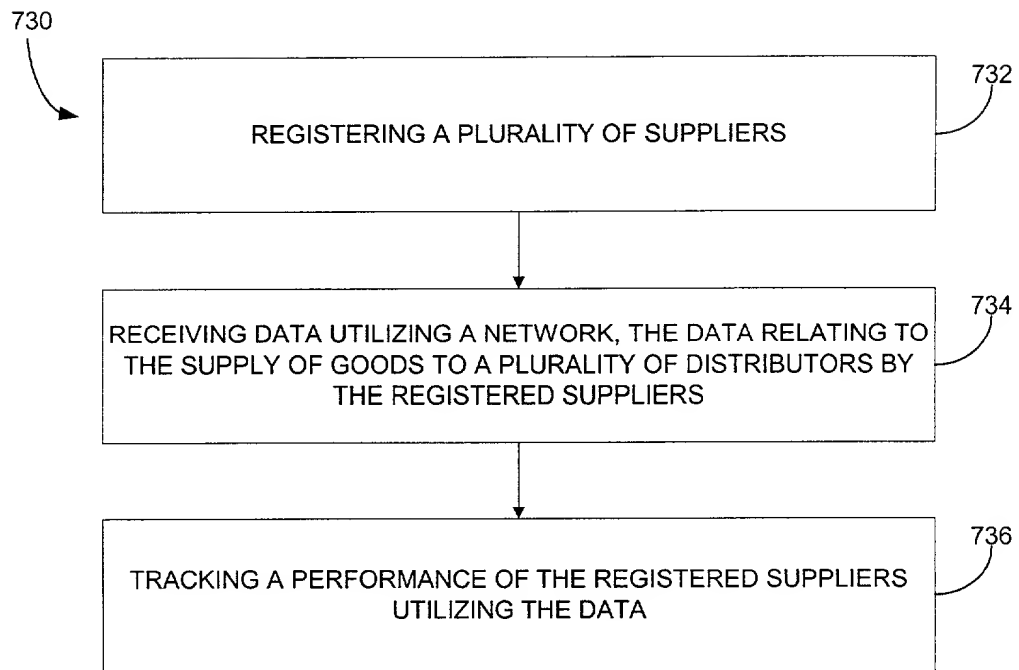 730
732
REGISTERING A PLURALITY OF SUPPLIERS
734
RECEIVING DATA UTILIZING A NETWORK, THE DATA RELATING TO
THE SUPPLY OF GOODS TO A PLURALITY OF DISTRIBUTORS BY
THE REGISTERED SUPPLIERS
736
TRACKING A PERFORMANCE OF THE REGISTERED SUPPLIERS
UTILIZING THE DATA